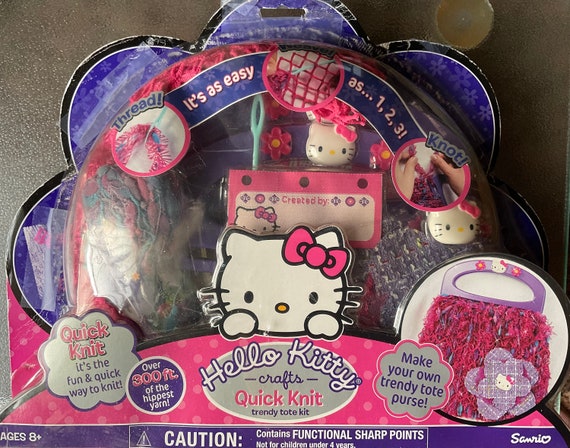 It's as easy
as... 1, 2, 3!
Thread!
Knot!
Created by:
Quick
Knit
it's the
fun & quick
way to knit!
Over
300 ft.
of the
hippest
yarn!
Hello Kitty®
crafts
Quick Knit
trendy tote kit
Make your
own trendy
tote purse!
AGES 8+
CAUTION:
Contains FUNCTIONAL SHARP POINTS
Not for children under 4 years.
Sanrio